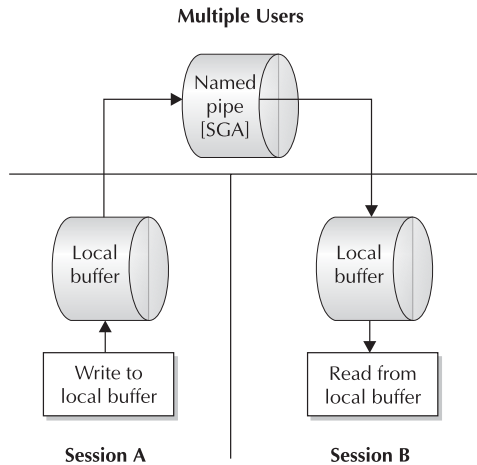 Multiple Users
Named
pipe
[SGA]
Local
buffer
Local
buffer
Write to
local buffer
Read from
local buffer
Session A
Session B